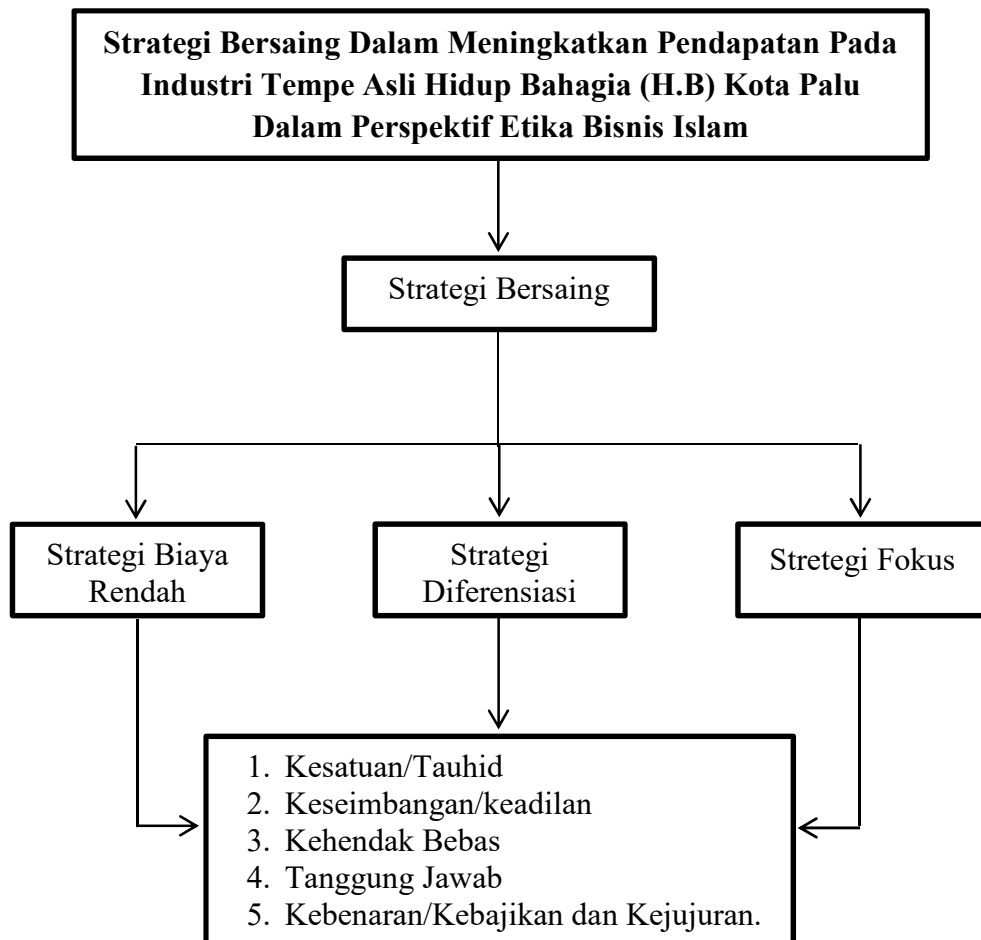 Strategi Bersaing Dalam Meningkatkan Pendapatan Pada
Industri Tempe Asli Hidup Bahagia (H.B) Kota Palu
Dalam Perspektif Etika Bisnis Islam
Strategi Bersaing
Strategi Biaya
Rendah
Strategi
Diferensiasi
Stretegi Fokus
1. Kesatuan/Tauhid
2. Keseimbangan/keadilan
3. Kehendak Bebas
4. Tanggung Jawab
5. Kebenaran/Kebajikan dan Kejujuran.